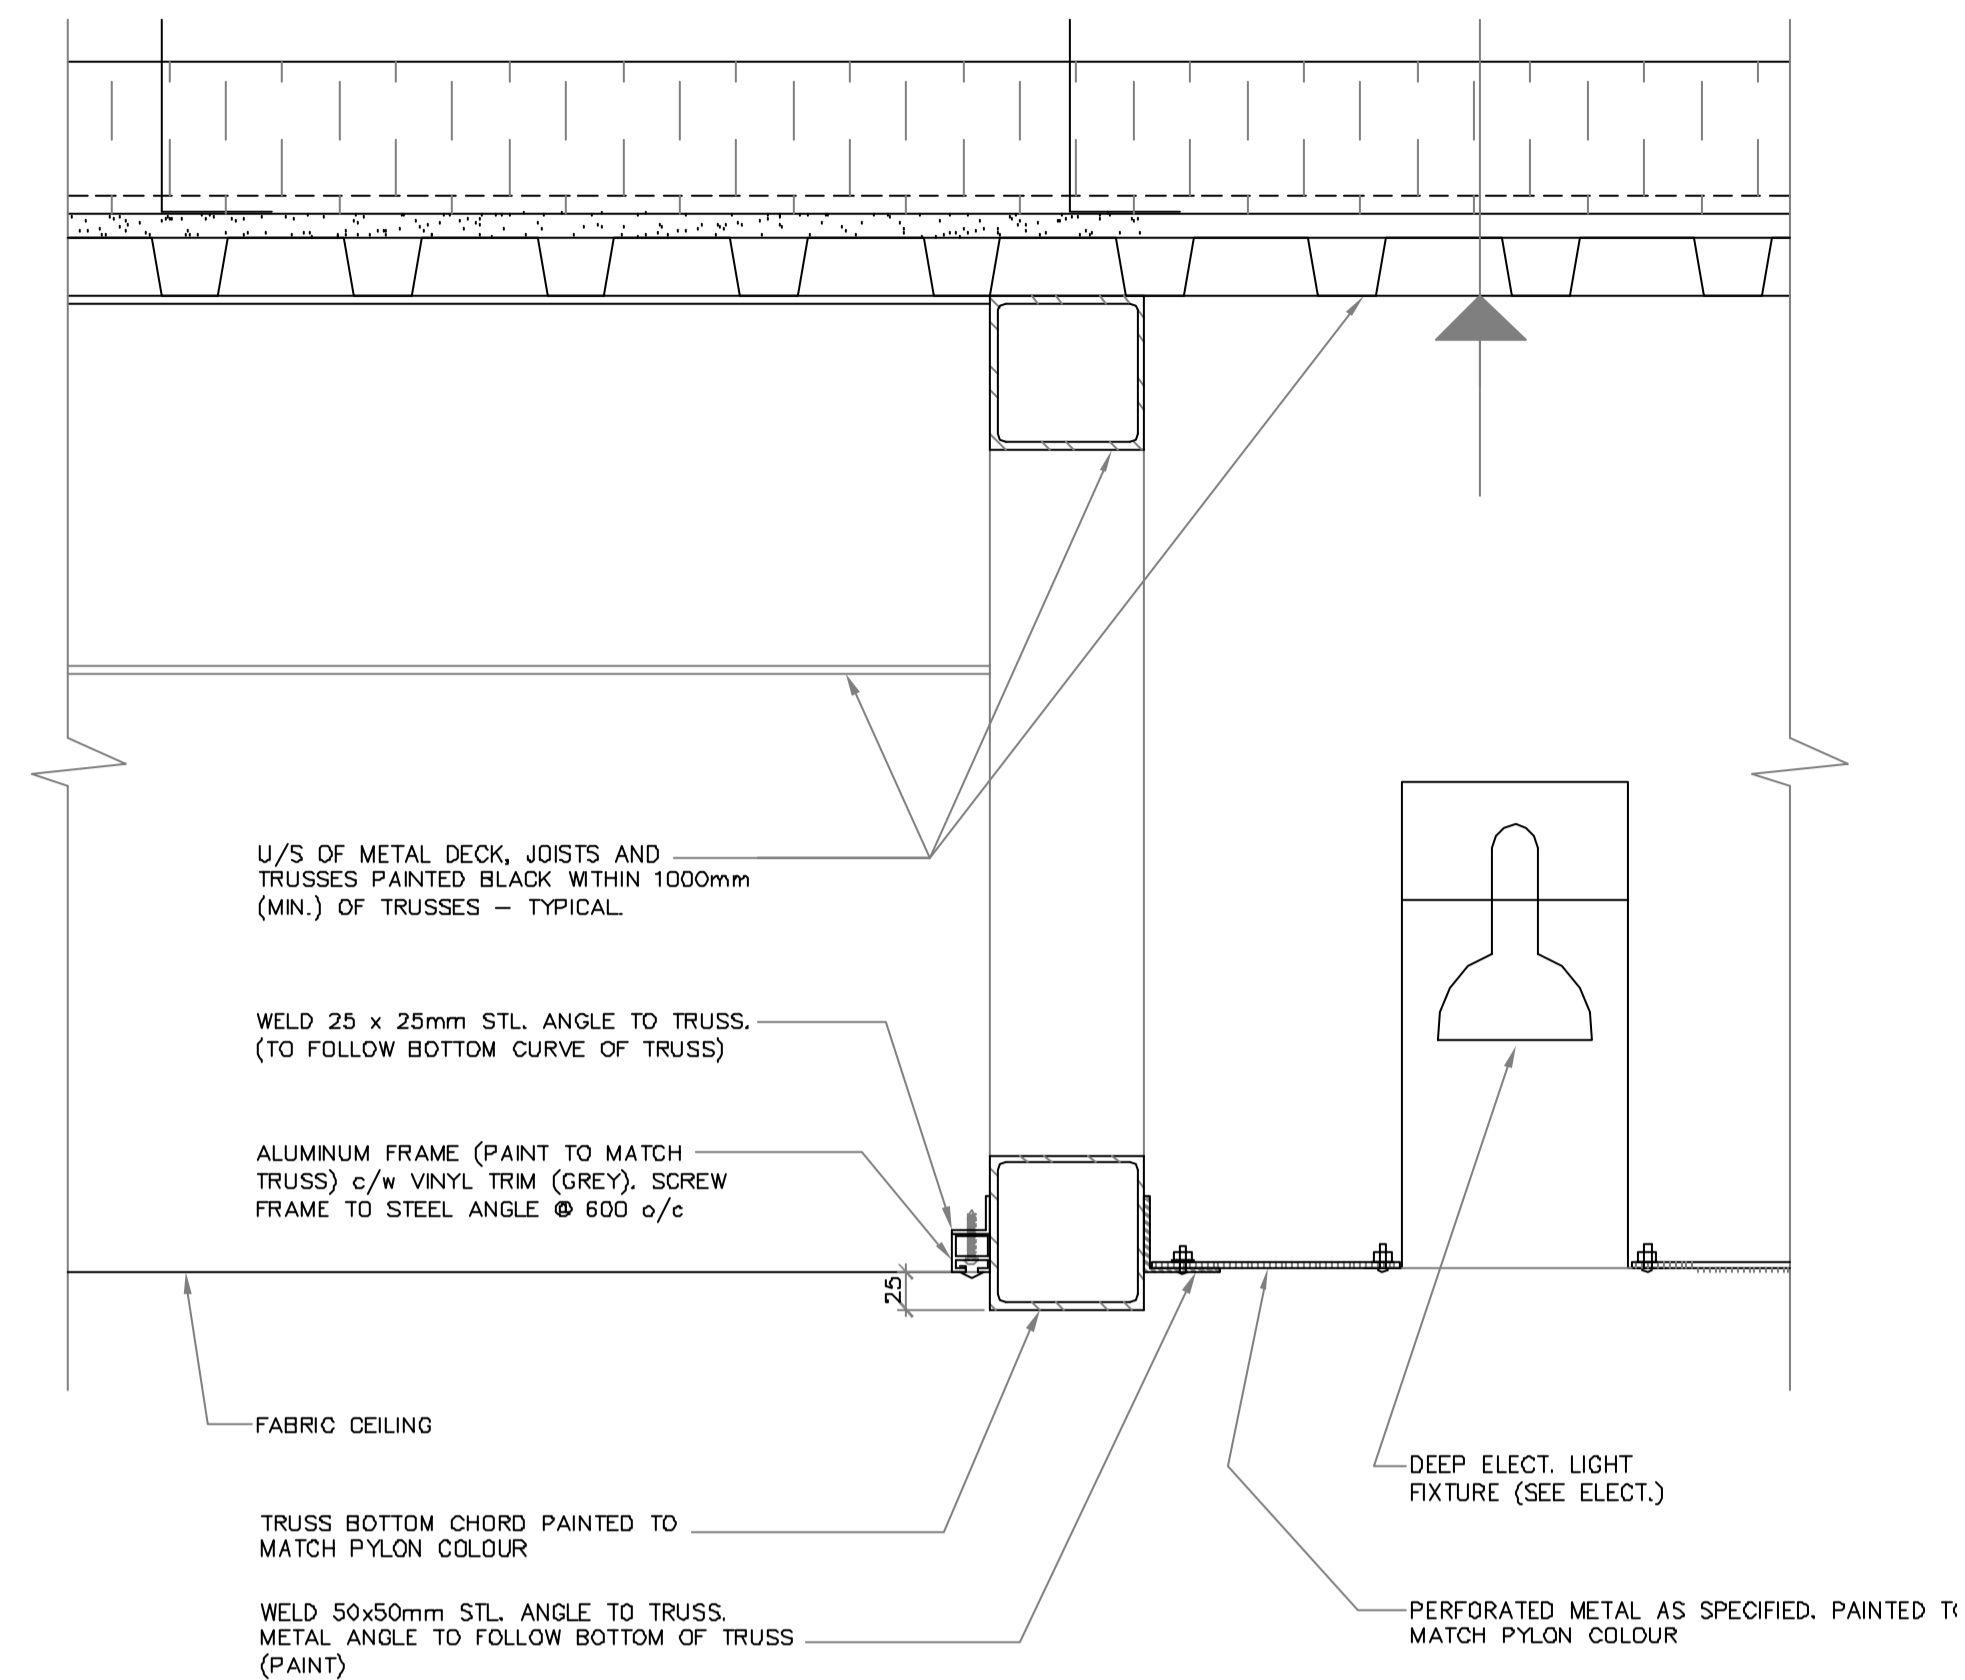 U/S OF METAL DECK, JOISTS AND
TRUSSES PAINTED BLACK WITHIN 1000mm
(MIN.) OF TRUSSES – TYPICAL.
WELD 25 x 25mm STL. ANGLE TO TRUSS.
(TO FOLLOW BOTTOM CURVE OF TRUSS)
ALUMINUM FRAME (PAINT TO MATCH
TRUSS) c/w VINYL TRIM (GREY). SCREW
FRAME TO STEEL ANGLE @ 600 o/c
25
FABRIC CEILING
TRUSS BOTTOM CHORD PAINTED TO
MATCH PYLON COLOUR
WELD 50x50mm STL. ANGLE TO TRUSS.
METAL ANGLE TO FOLLOW BOTTOM OF TRUSS
(PAINT)
DEEP ELECT. LIGHT
FIXTURE (SEE ELECT.)
PERFORATED METAL AS SPECIFIED. PAINTED
MATCH PYLON COLOUR